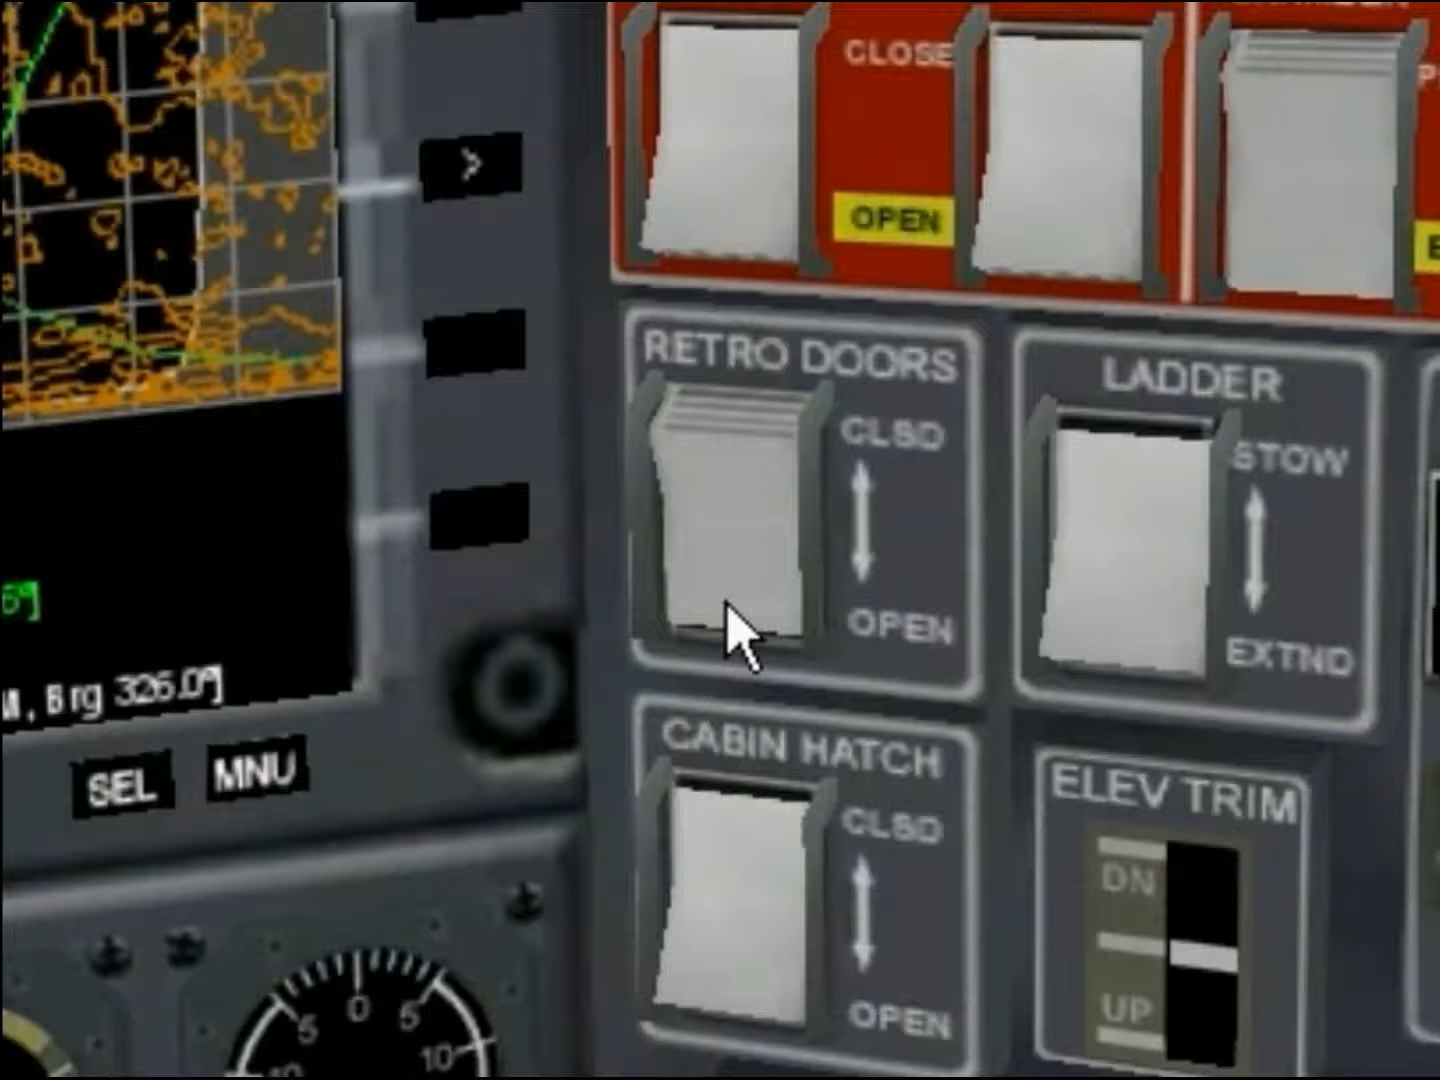 CLOSE
>
OPEN
RETRO DOORS
LADDER
CLSD
STOW
OPEN
EXTND
, Brg 326.0°]
SEL MNU
CABIN HATCH
ELEV TRIM
CLSD
DN
UP
OPEN
5 0 5
10 10